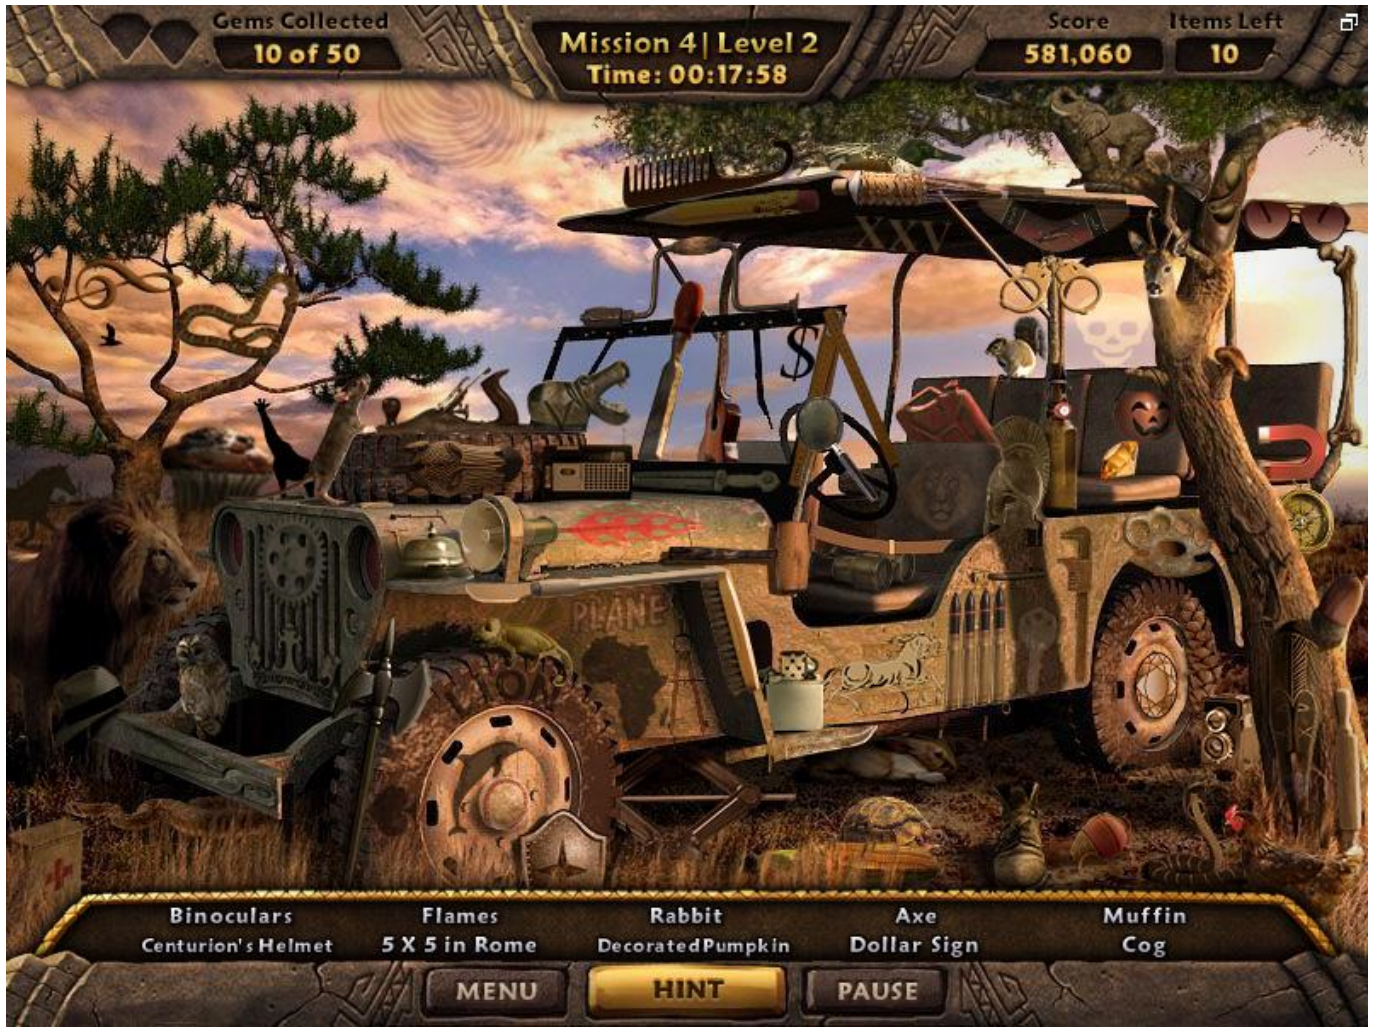 Gems Collected
10 of 50
Mission 4| Level 2
Time: 00:17:58
Score
581,060
Items Left
10
XXV
$
PLANE
LION
Binoculars
Flames
Rabbit
Axe
Muffin
Centurion's Helmet
5 X 5 in Rome
Decorated Pumpkin
Dollar Sign
Cog
MENU
HINT
PAUSE